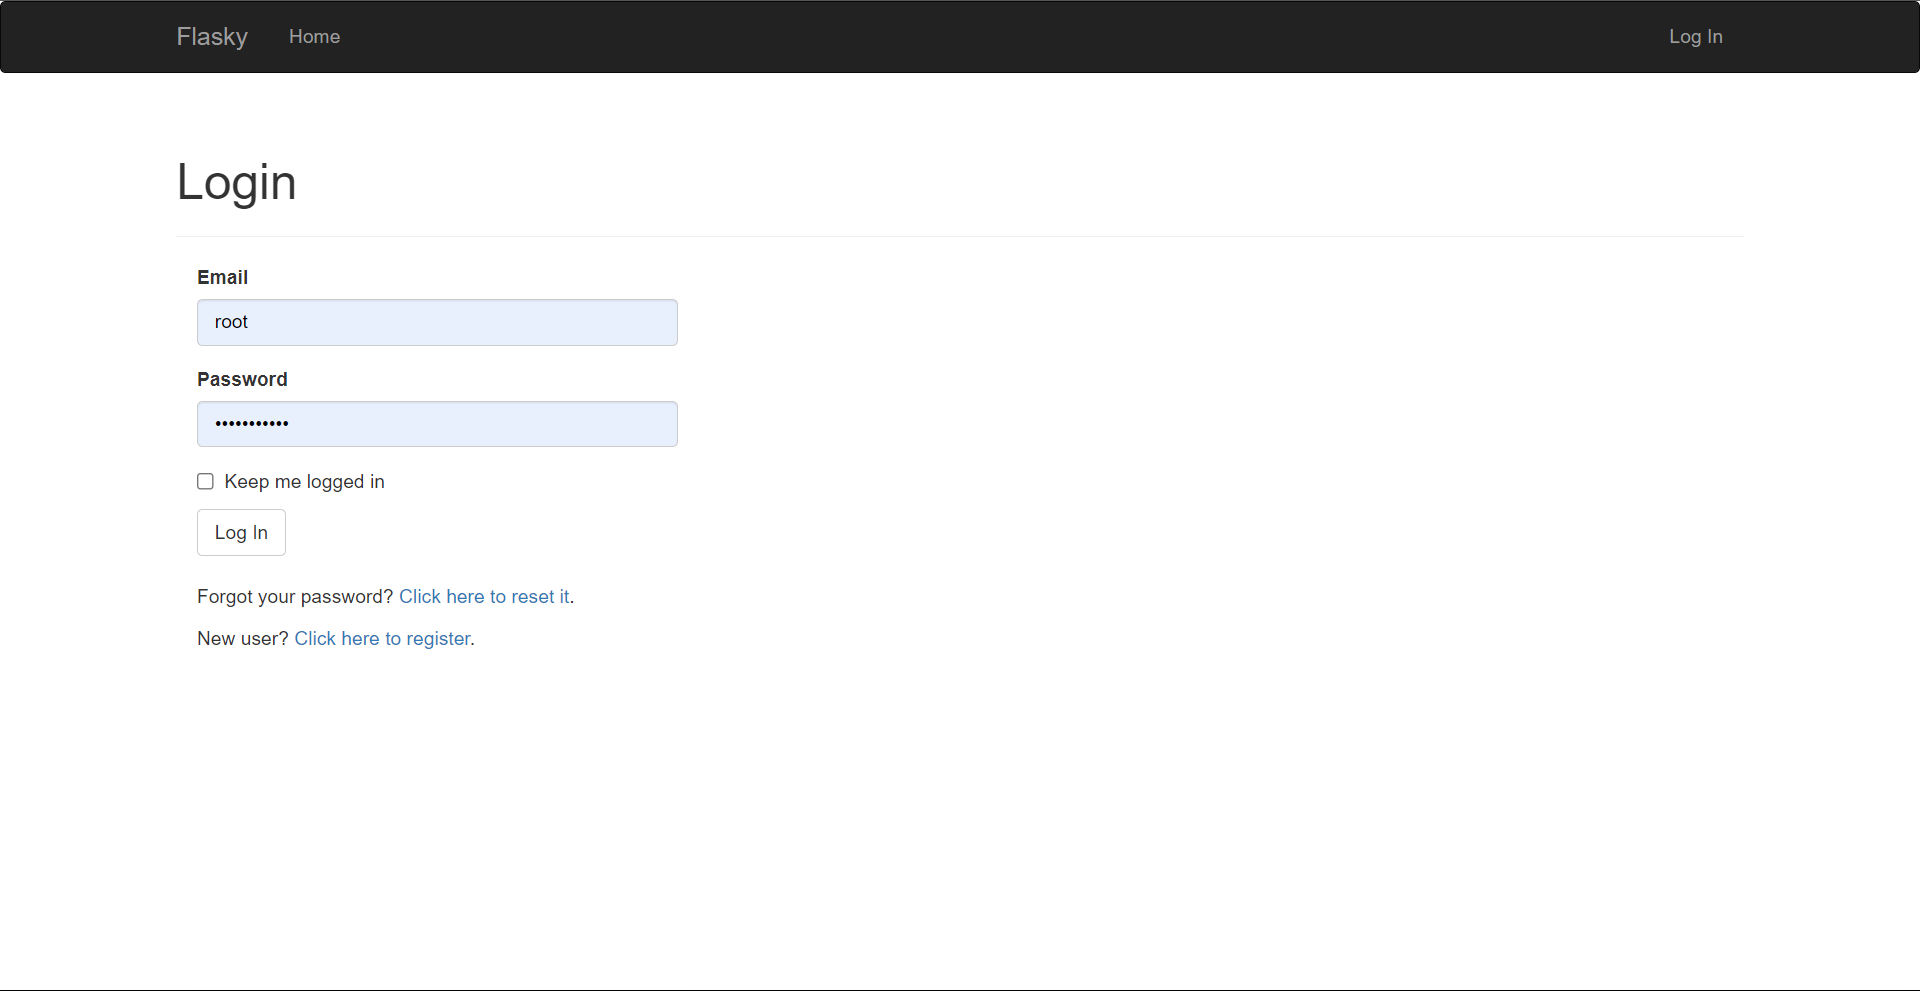 Flasky Home Log In
Login
Email
root
Password
•••••••••••
Keep me logged in
Log In
Forgot your password? Click here to reset it.
New user? Click here to register.